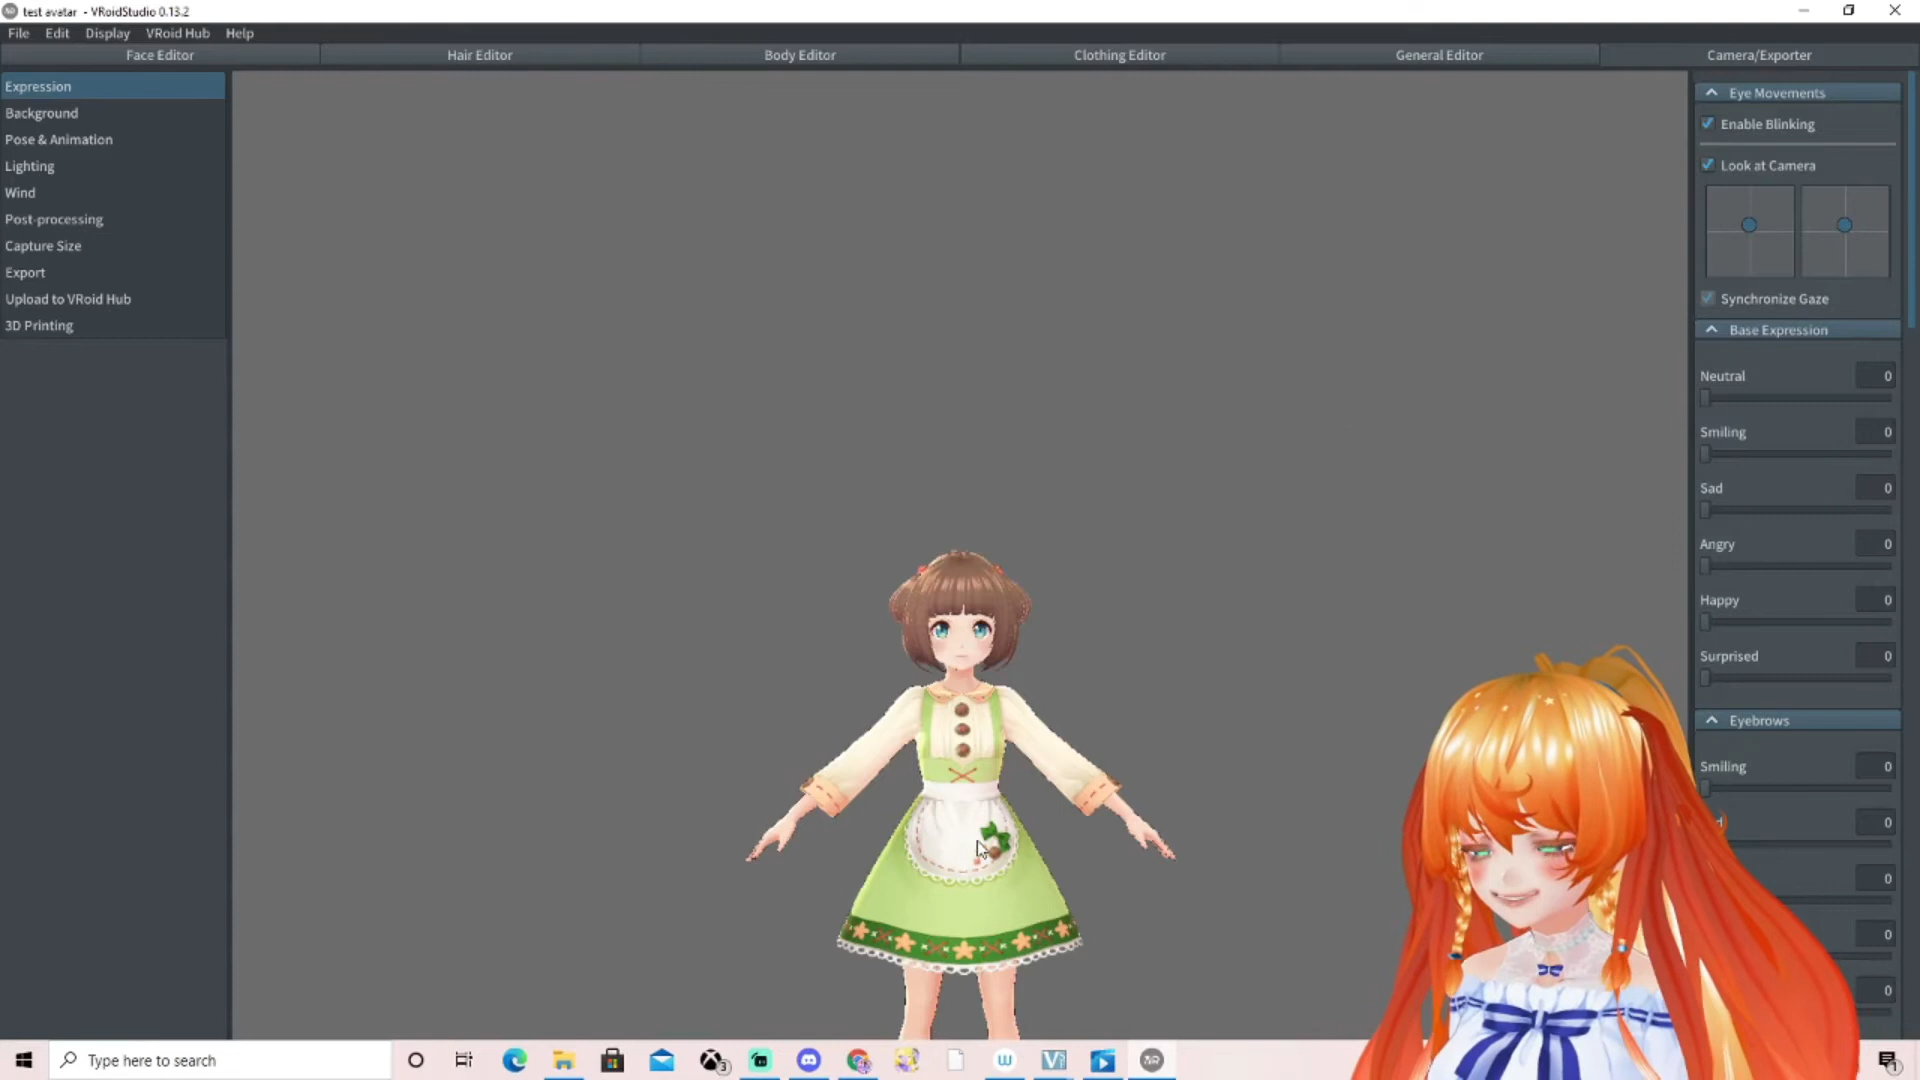 test avatar - VRoidStudio 0.13.2
File Edit Display VRoid Hub Help
Face Editor Hair Editor Body Editor Clothing Editor General Editor Camera/Exporter
Expression
Background
Pose & Animation
Lighting
Wind
Post-processing
Capture Size
Export
Upload to VRoid Hub
3D Printing
Eye Movements
Enable Blinking
Look at Camera
Synchronize Gaze
Base Expression
Neutral 0
Smiling 0
Sad 0
Angry 0
Happy 0
Surprised 0
Eyebrows
Smiling 0
0
0
0
0
Type here to search
3
1